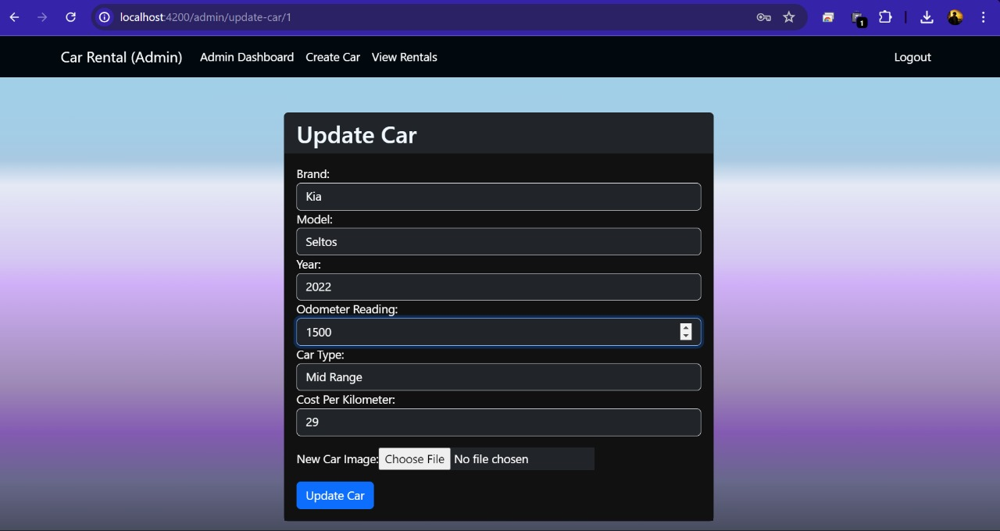 localhost:4200/admin/update-car/1
1
Car Rental (Admin) Admin Dashboard Create Car View Rentals Logout
Update Car
Brand:
Kia
Model:
Seltos
Year:
2022
Odometer Reading:
1500
Car Type:
Mid Range
Cost Per Kilometer:
29
New Car Image: Choose File No file chosen
Update Car